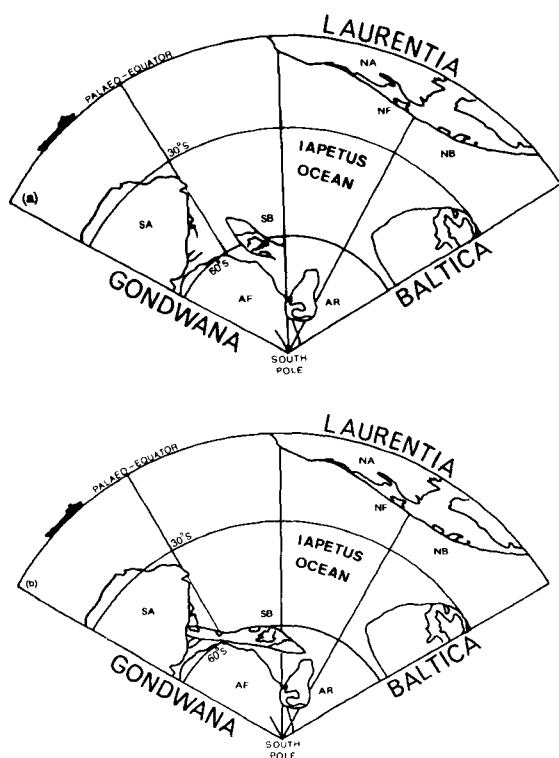 LAURENTIA
PALAEO-EQUATOR
NA
NF
30°S
IAPETUS
OCEAN
NB
(a)
SA
SB
60°S
AF
AR
GONDWANA
BALTICA
SOUTH
POLE
LAURENTIA
PALAEO-EQUATOR
NA
NF
30°S
IAPETUS
OCEAN
NB
(b)
SA
SB
60°S
AF
AR
GONDWANA
BALTICA
SOUTH
POLE